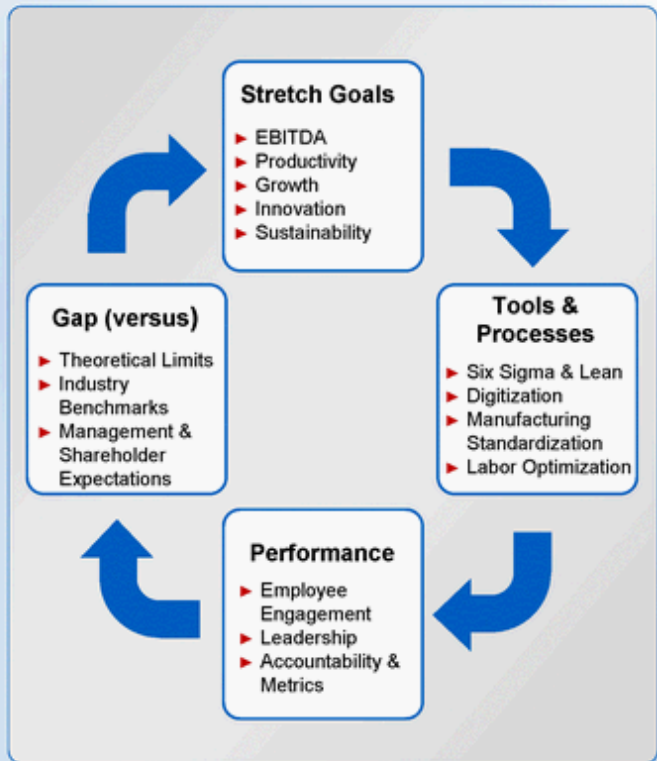 Stretch Goals
EBITDA
Productivity
Growth
Innovation
Sustainability
Tools &
Processes
Six Sigma & Lean
Digitization
Manufacturing
Standardization
Labor Optimization
Performance
Employee
Engagement
Leadership
Accountability &
Metrics
Gap (versus)
Theoretical Limits
Industry
Benchmarks
Management &
Shareholder
Expectations